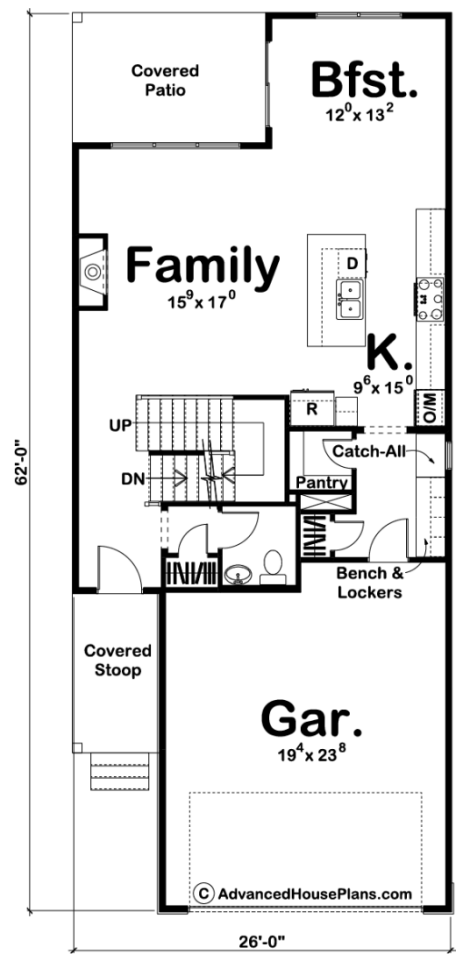 Covered
Patio
Bfst.
12⁰ x 13²
Family
15⁹ x 17⁰
D
K.
9⁶ x 15⁰
R
O/M
UP
DN
Catch-All
Pantry
Bench &
Lockers
Covered
Stoop
Gar.
19⁴ x 23⁸
© AdvancedHousePlans.com
62'-0"
26'-0"